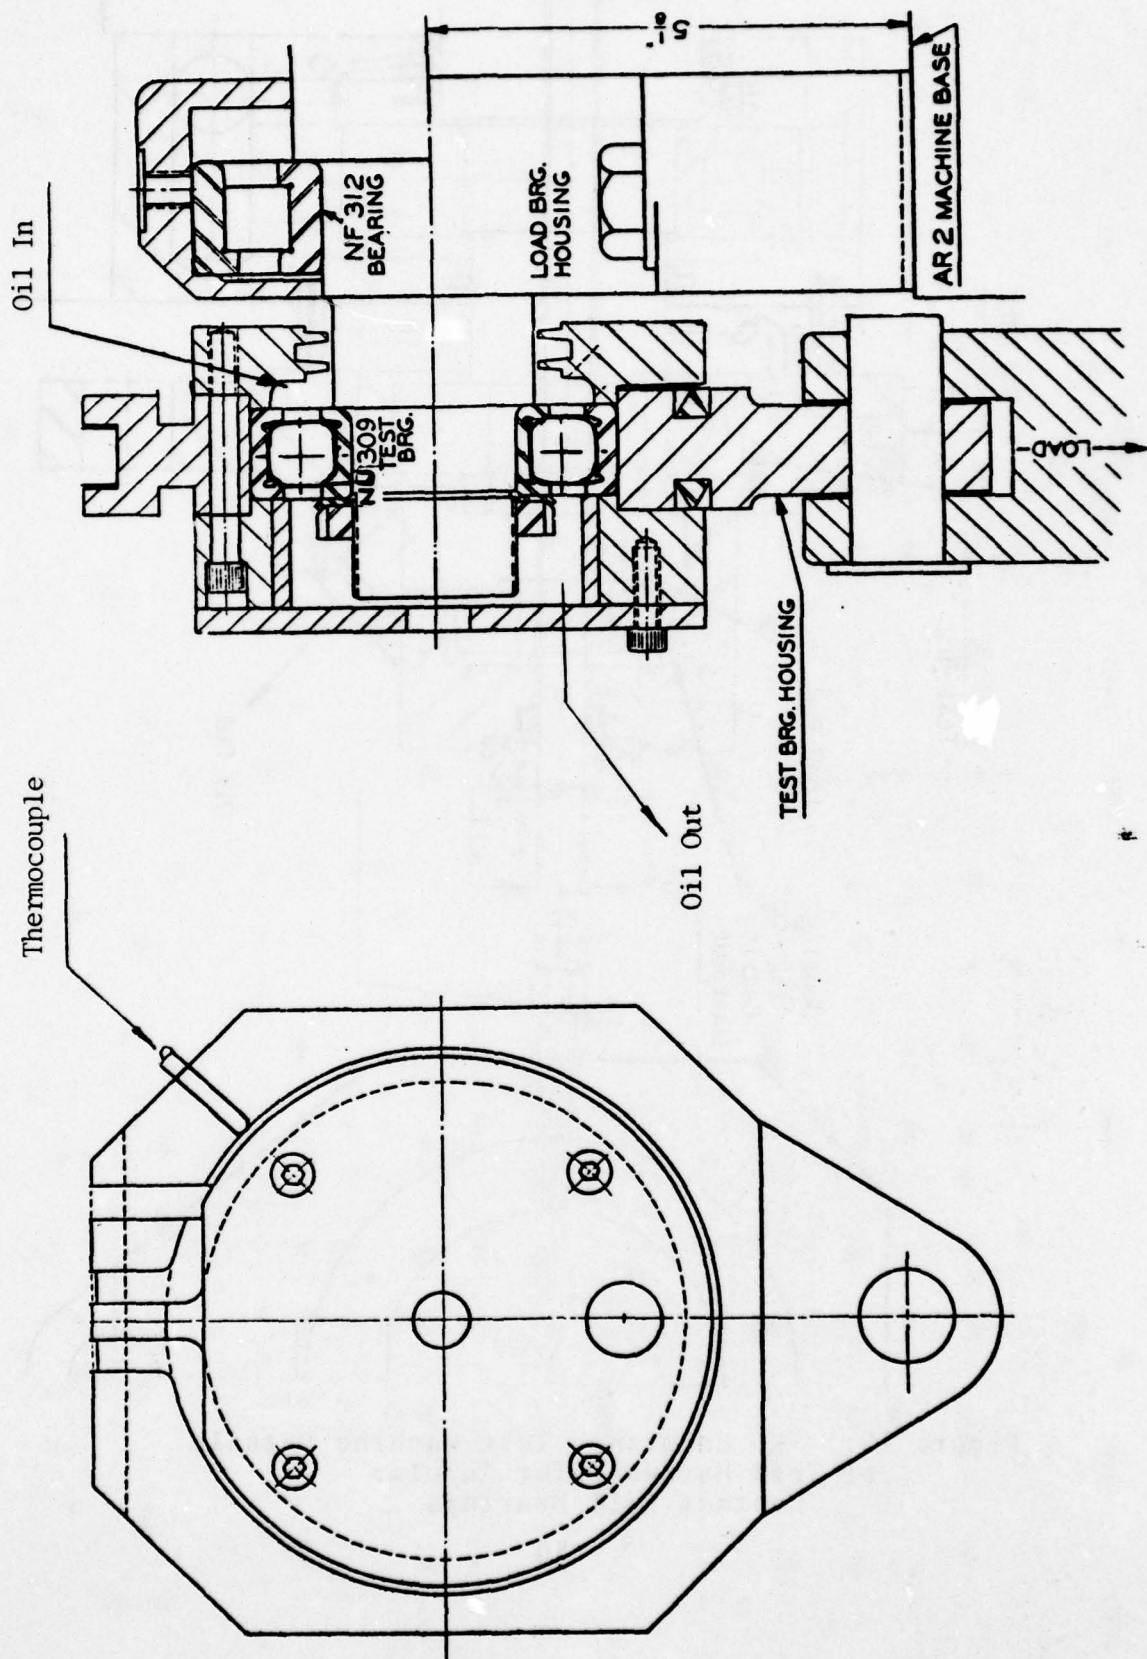 Oil In
NF 312
BEARING
LOAD BRG.
HOUSING
AR 2 MACHINE BASE
NU 1309
TEST
BRG.
LOAD
TEST BRG. HOUSING
Oil Out
Thermocouple